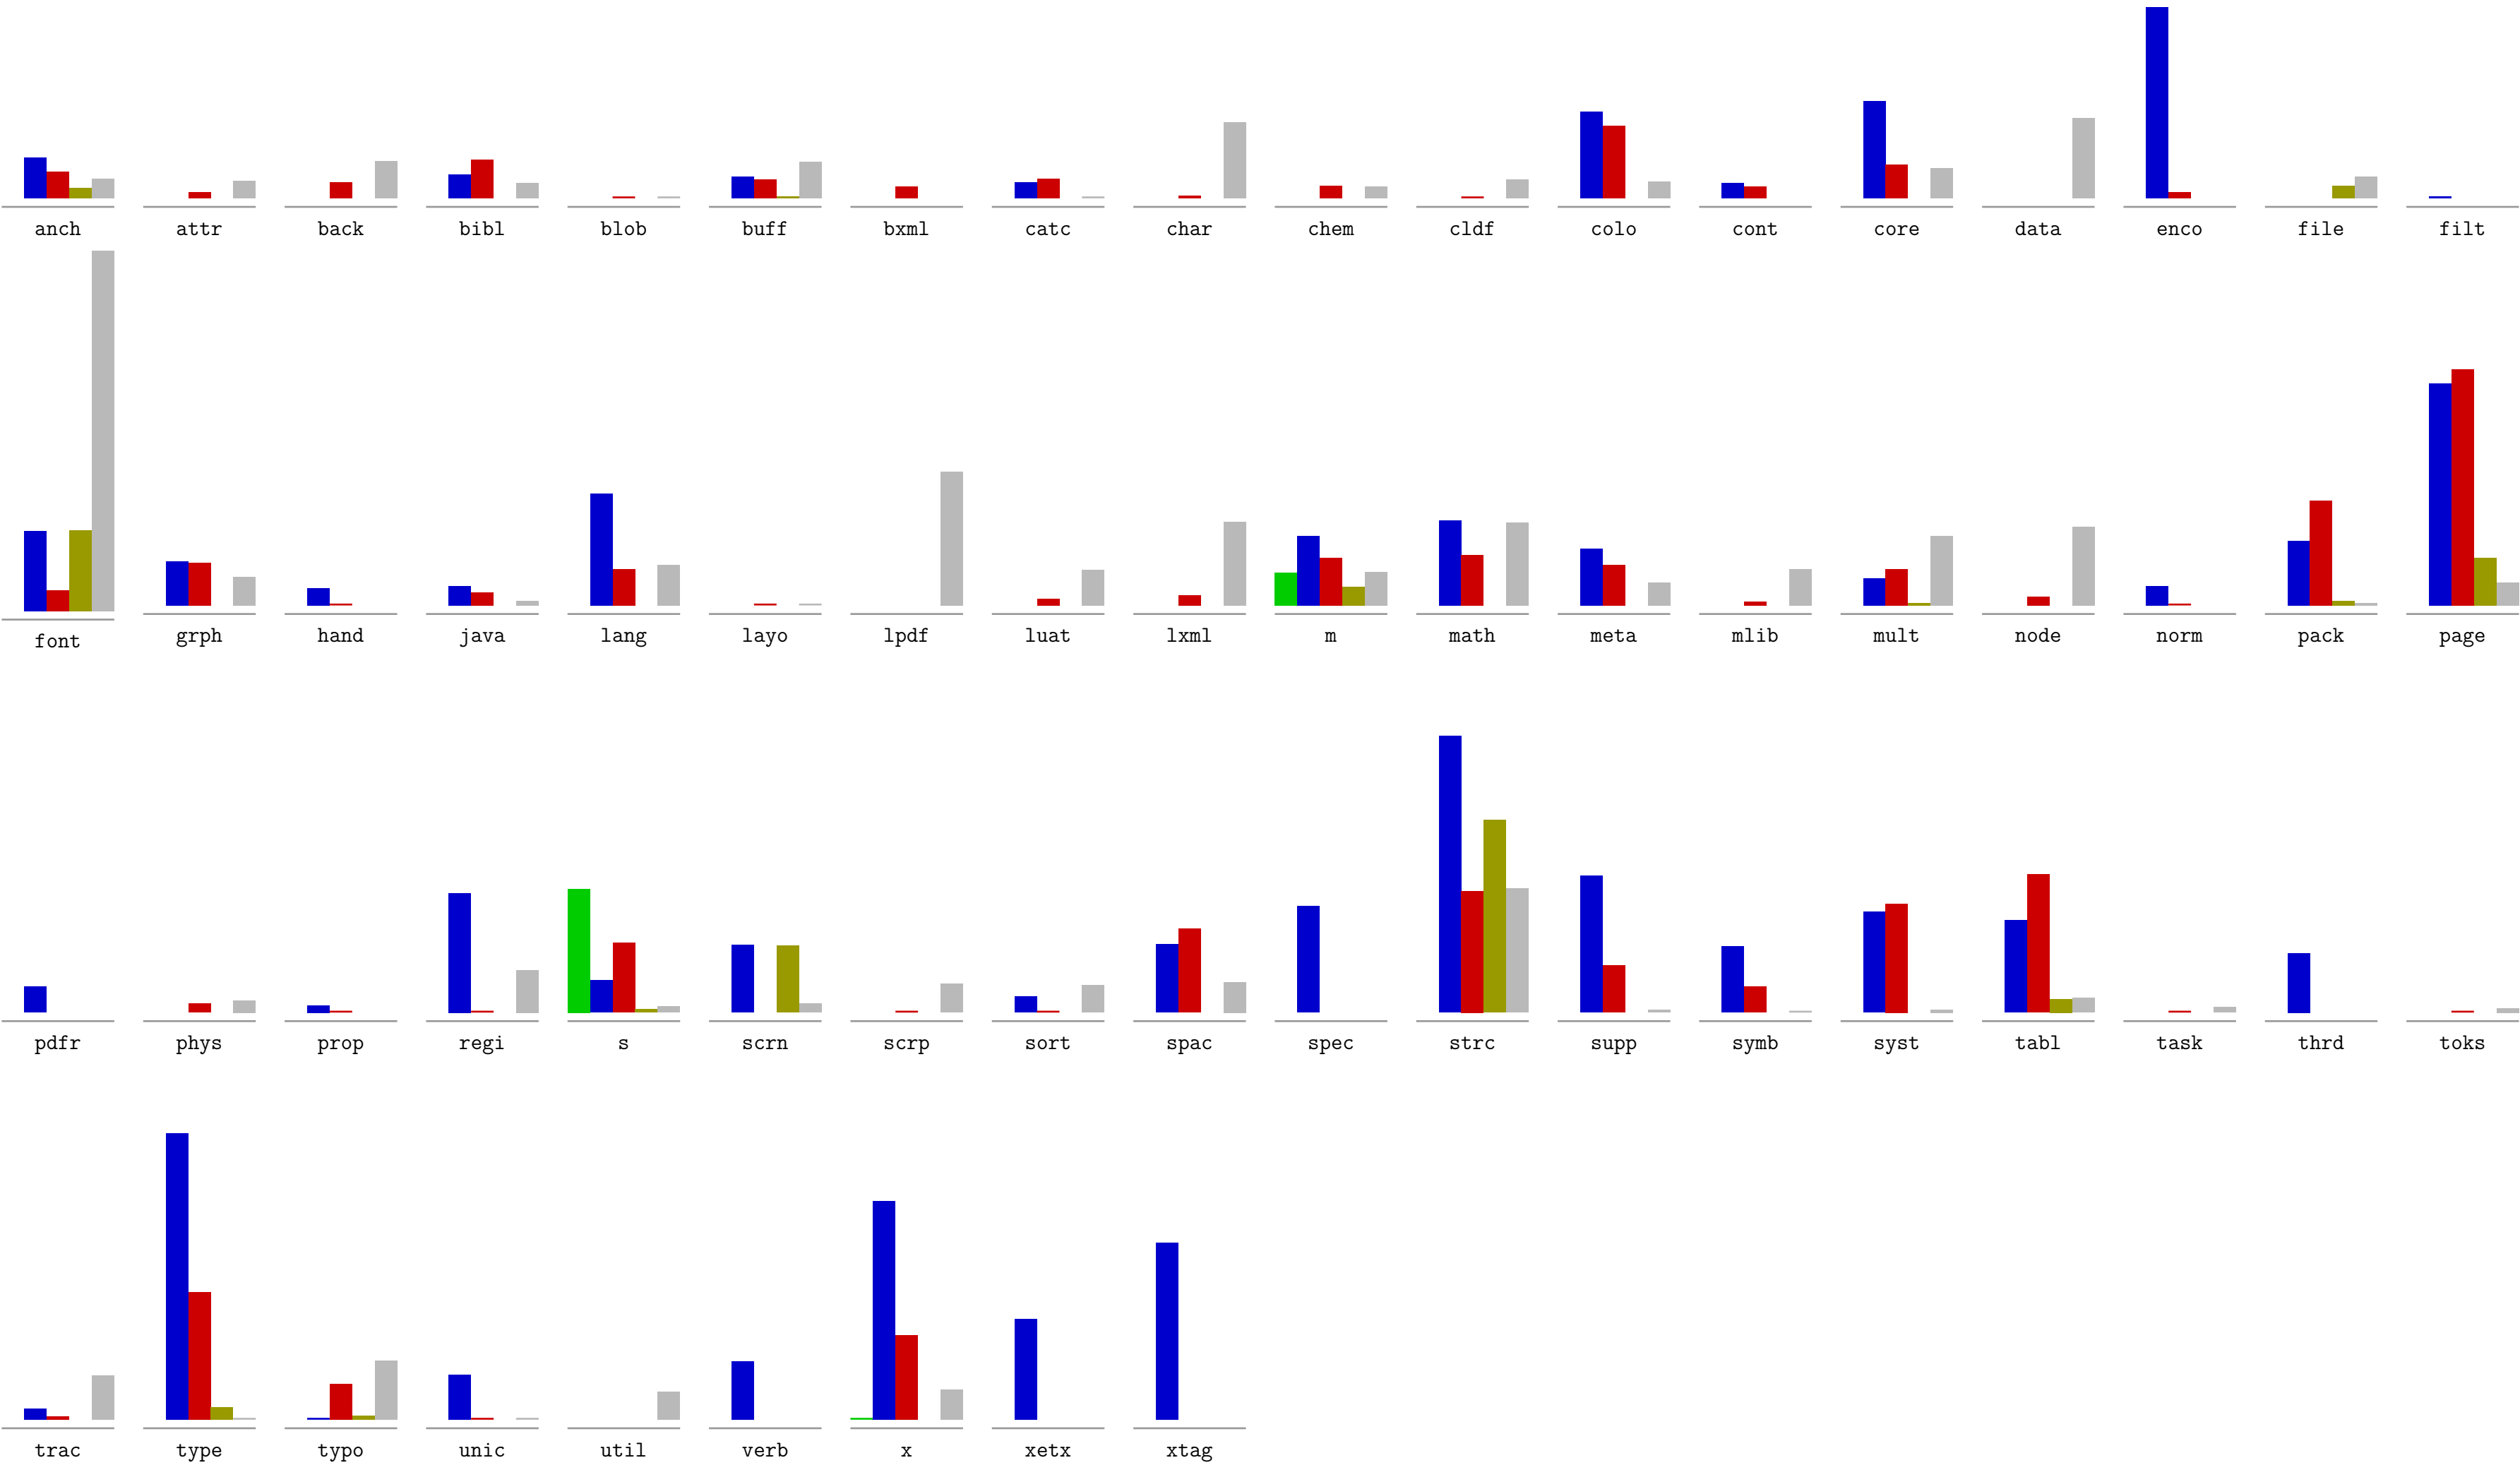 anch attr back bibl blob buff bxml catc char chem cldf colo cont core data enco file filt
font grph hand java lang layo lpdf luat lxml m math meta mlib mult node norm pack page
pdfr phys prop regi s scrn scrp sort spac spec strc supp symb syst tabl task thrd toks
trac type typo unic util verb x xetx xtag